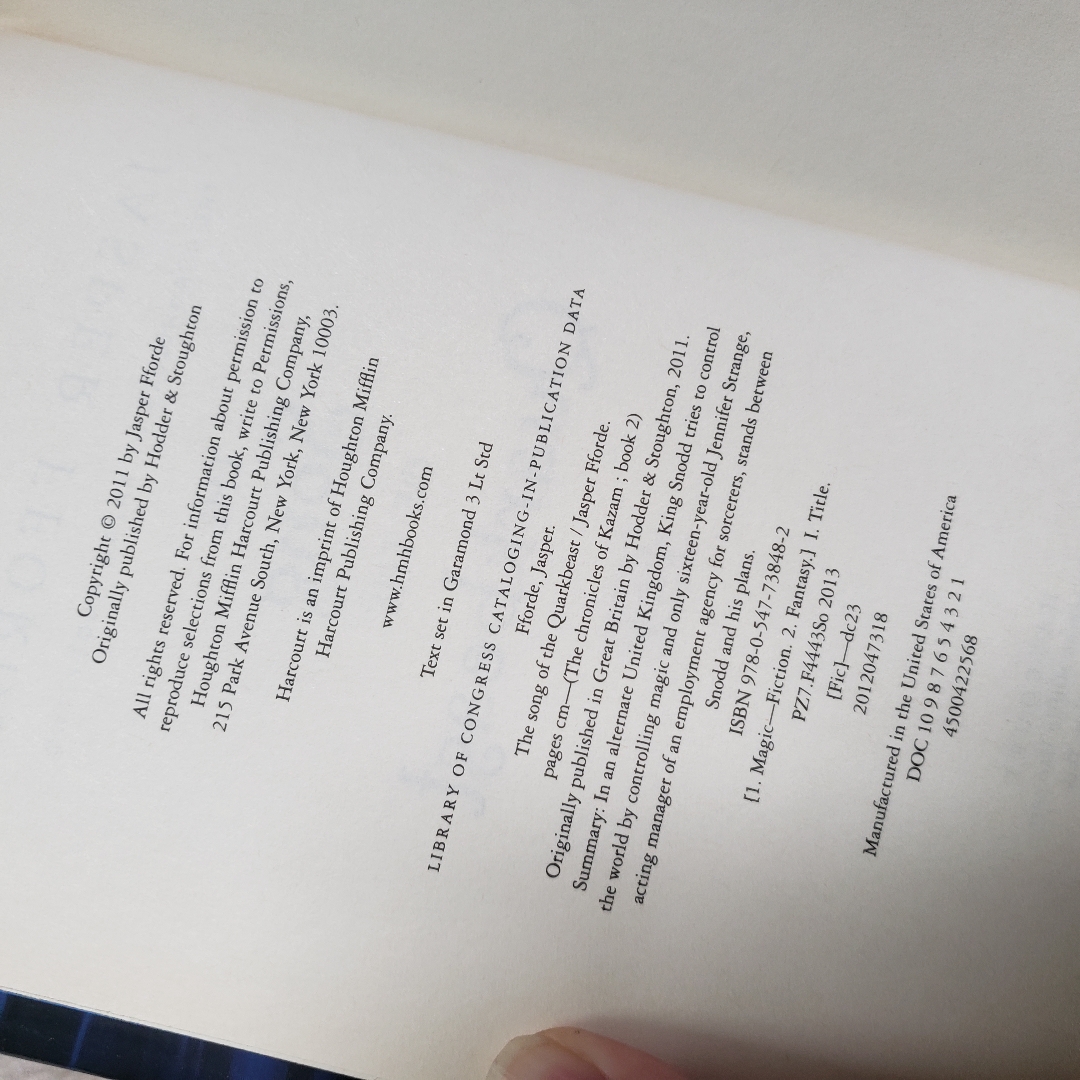 Copyright © 2011 by Jasper Fforde
Originally published by Hodder & Stoughton
All rights reserved. For information about permission to
reproduce selections from this book, write to Permissions,
Houghton Mifflin Harcourt Publishing Company,
215 Park Avenue South, New York, New York 10003.
Harcourt is an imprint of Houghton Mifflin
Harcourt Publishing Company.
www.hmhbooks.com
Text set in Garamond 3 Lt Std
LIBRARY OF CONGRESS CATALOGING-IN-PUBLICATION DATA
Fforde, Jasper.
The song of the Quarkbeast / Jasper Fforde.
pages cm—(The chronicles of Kazam ; book 2)
Originally published in Great Britain by Hodder & Stoughton, 2011.
Summary: In an alternate United Kingdom, King Snodd tries to control
the world by controlling magic and only sixteen-year-old Jennifer Strange,
acting manager of an employment agency for sorcerers, stands between
Snodd and his plans.
ISBN 978-0-547-73848-2
[1. Magic—Fiction. 2. Fantasy.] I. Title.
PZ7.F4443So 2013
[Fic]—dc23
2012047318
Manufactured in the United States of America
DOC 10 9 8 7 6 5 4 3 2 1
4500422568